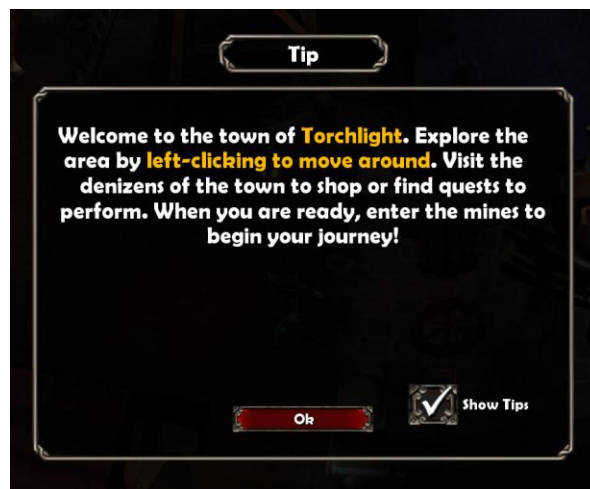 Tip
Welcome to the town of Torchlight. Explore the
area by left-clicking to move around. Visit the
denizens of the town to shop or find quests to
perform. When you are ready, enter the mines to
begin your journey!
Ok
Show Tips